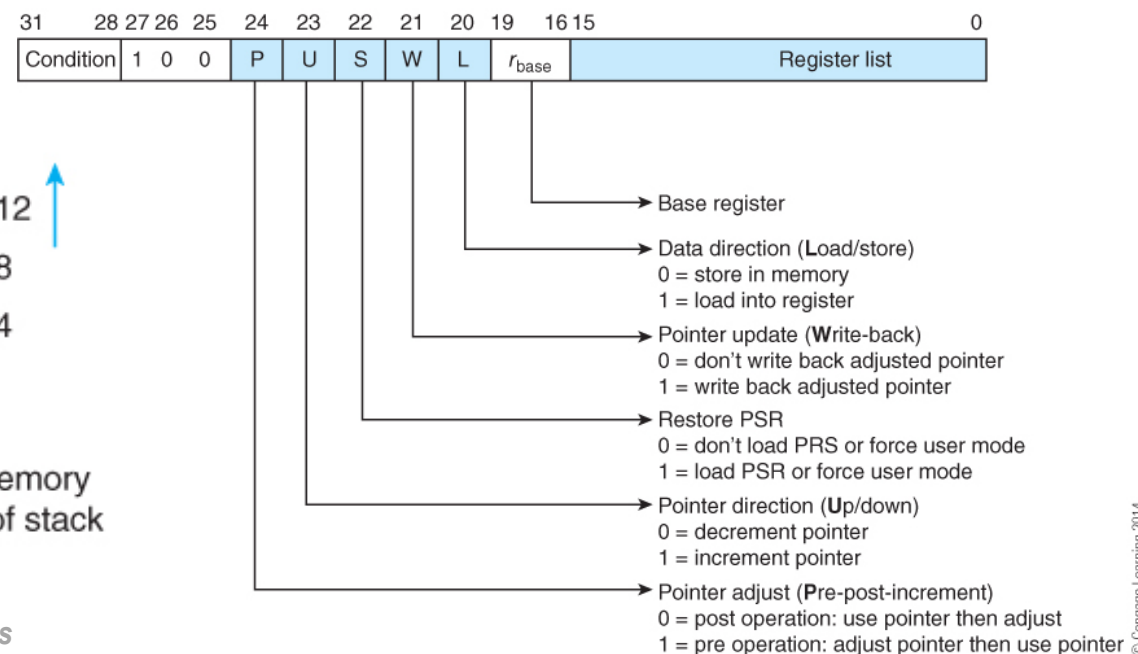 31 28 27 26 25 24 23 22 21 20 19 16 15 0
Condition 1 0 0 P U S W L rbase Register list
12
8
4
emory
of stack
s
Base register
Data direction (Load/store)
0 = store in memory
1 = load into register
Pointer update (Write-back)
0 = don't write back adjusted pointer
1 = write back adjusted pointer
Restore PSR
0 = don't load PRS or force user mode
1 = load PSR or force user mode
Pointer direction (Up/down)
0 = decrement pointer
1 = increment pointer
Pointer adjust (Pre-post-increment)
0 = post operation: use pointer then adjust
1 = pre operation: adjust pointer then use pointer
© Cengage Learning 2014